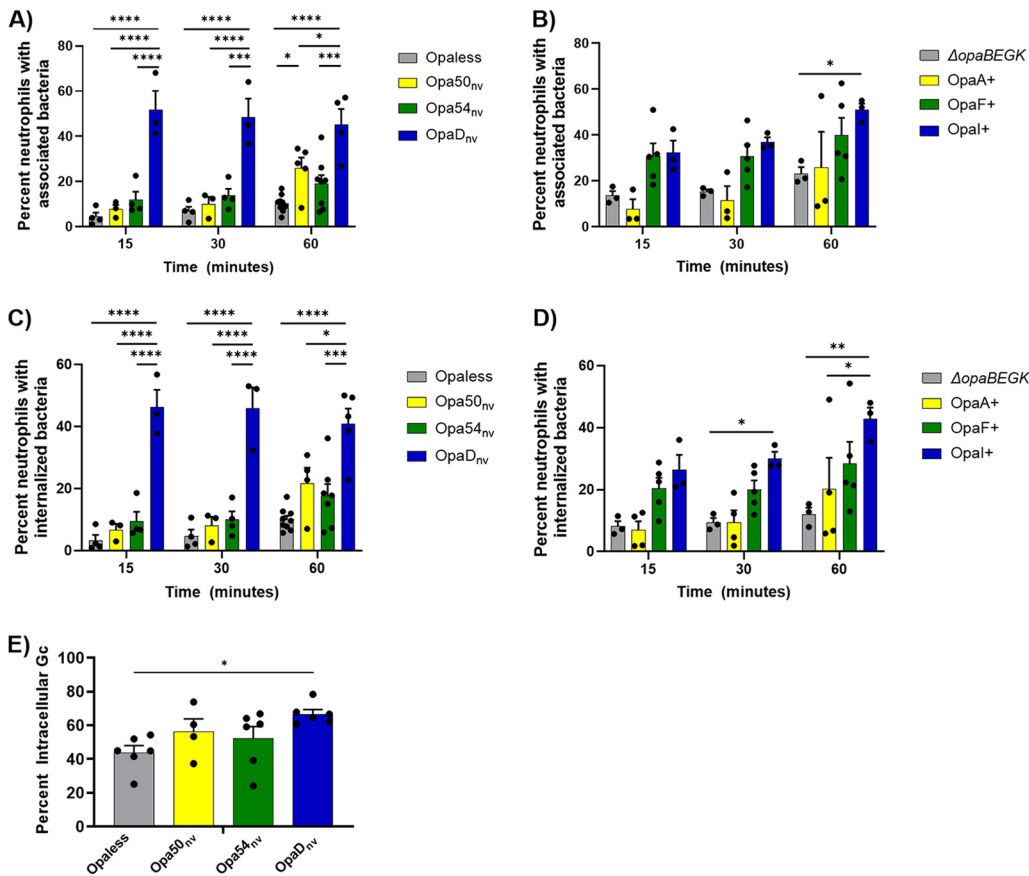 A)
**** **** ****
**** **** *
**** *** * ***
80
60
40
20
0
Percent neutrophils with
associated bacteria
15 30 60
Time (minutes)
Opaless
Opa50nv
Opa54nv
OpaDnv
B)
*
80
60
40
20
0
Percent neutrophils with
associated bacteria
15 30 60
Time (minutes)
ΔopaBEGK
OpaA+
OpaF+
OpaI+
C)
**** **** ****
**** **** *
**** **** ***
60
40
20
0
Percent neutrophils with
internalized bacteria
15 30 60
Time (minutes)
Opaless
Opa50nv
Opa54nv
OpaDnv
D)
**
*
*
60
40
20
0
Percent neutrophils with
internalized bacteria
15 30 60
Time (minutes)
ΔopaBEGK
OpaA+
OpaF+
OpaI+
E)
*
100
80
60
40
20
0
Percent Intracellular Gc
Opaless
Opa50nv
Opa54nv
OpaDnv